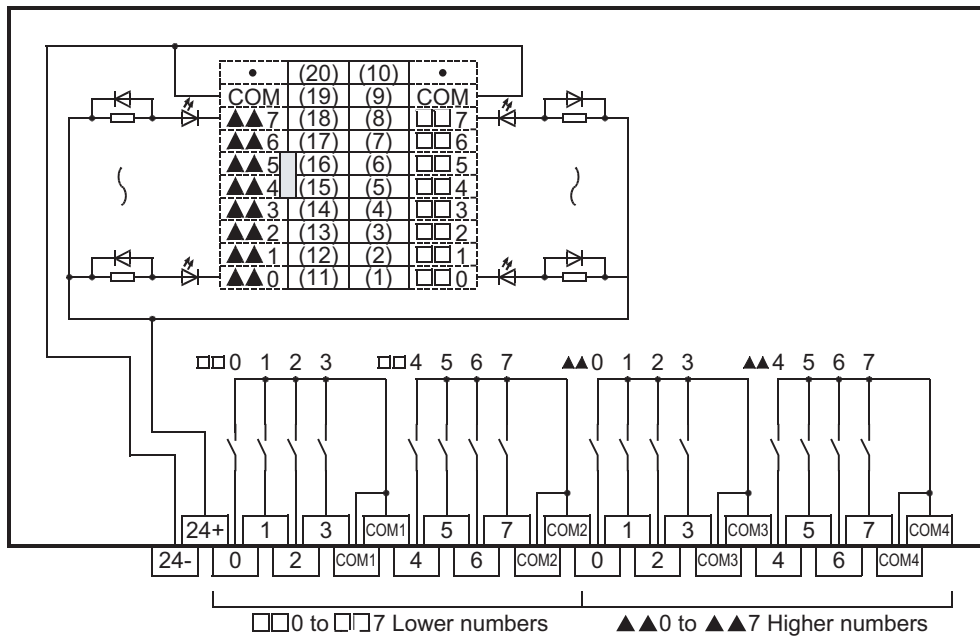 • (20) (10) •
COM (19) (9) COM
▲▲7 (18) (8) □□7
▲▲6 (17) (7) □□6
▲▲5 (16) (6) □□5
▲▲4 (15) (5) □□4
▲▲3 (14) (4) □□3
▲▲2 (13) (3) □□2
▲▲1 (12) (2) □□1
▲▲0 (11) (1) □□0
□□0 1 2 3 □□4 5 6 7 ▲▲0 1 2 3 ▲▲4 5 6 7
24+ 1 3 COM1 5 7 COM2 1 3 COM3 5 7 COM4
24- 0 2 COM1 4 6 COM2 0 2 COM3 4 6 COM4
□□0 to □□7 Lower numbers ▲▲0 to ▲▲7 Higher numbers